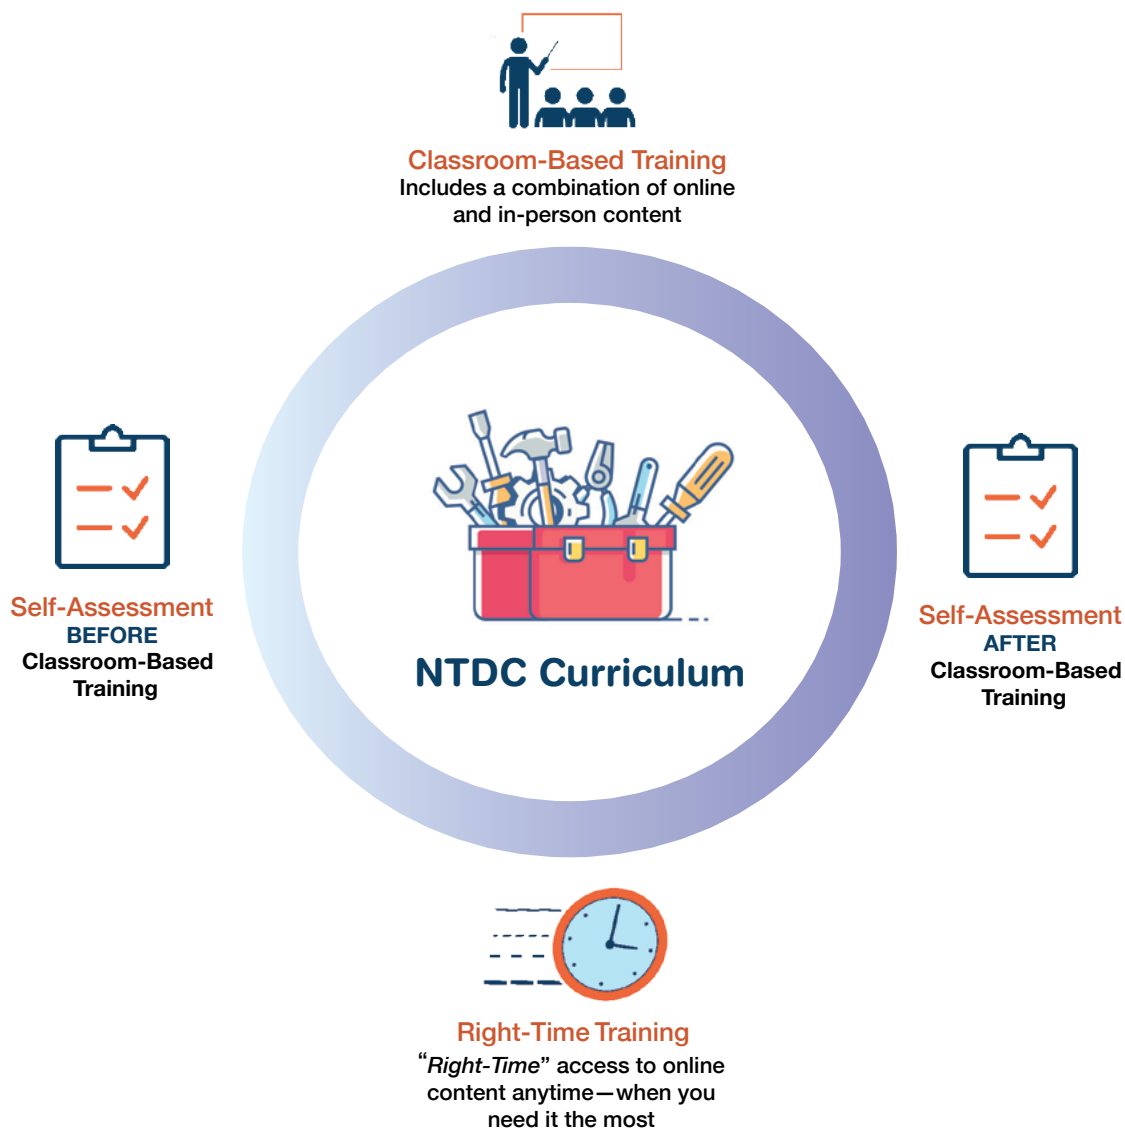 Classroom-Based Training
Includes a combination of online
and in-person content
Self-Assessment
BEFORE
Classroom-Based
Training
NTDC Curriculum
Self-Assessment
AFTER
Classroom-Based
Training
Right-Time Training
“Right-Time” access to online
content anytime—when you
need it the most